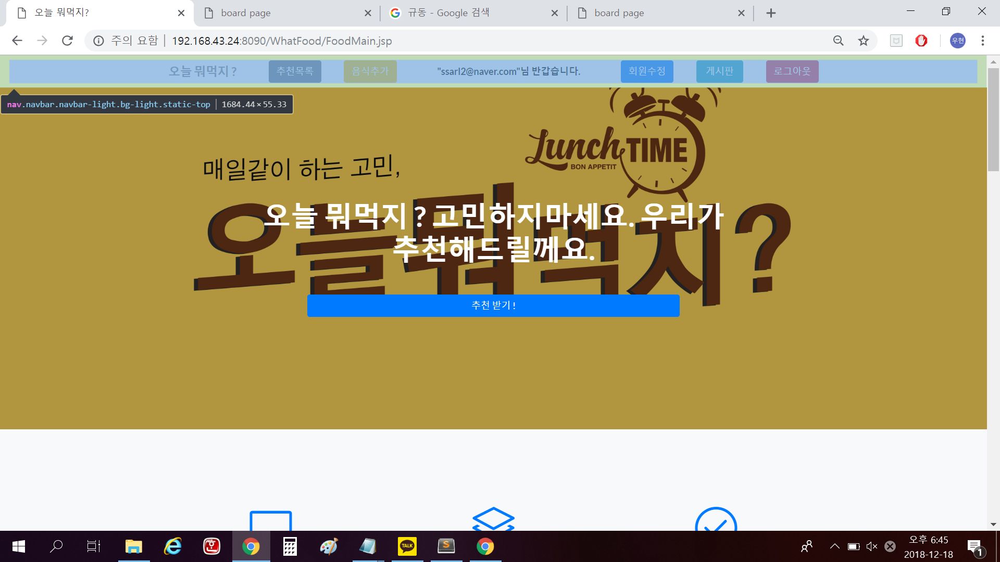 오늘 뭐먹지?
board page
규동 - Google 검색
board page
주의 요함
192.168.43.24:8090/WhatFood/FoodMain.jsp
우현
오늘 뭐먹지 ?
추천목록
음식추가
"ssarl2@naver.com"님 반갑습니다.
회원수정
게시판
로그아웃
nav.navbar.navbar-light.bg-light.static-top
1684.44 × 55.33
Lunch TIME
BON APPETIT
매일같이 하는 고민,
오늘 뭐먹지?
오늘 뭐먹지 ? 고민하지마세요. 우리가
추천해드릴께요.
추천 받기 !
TALK
S
오후 6:45
2018-12-18
1